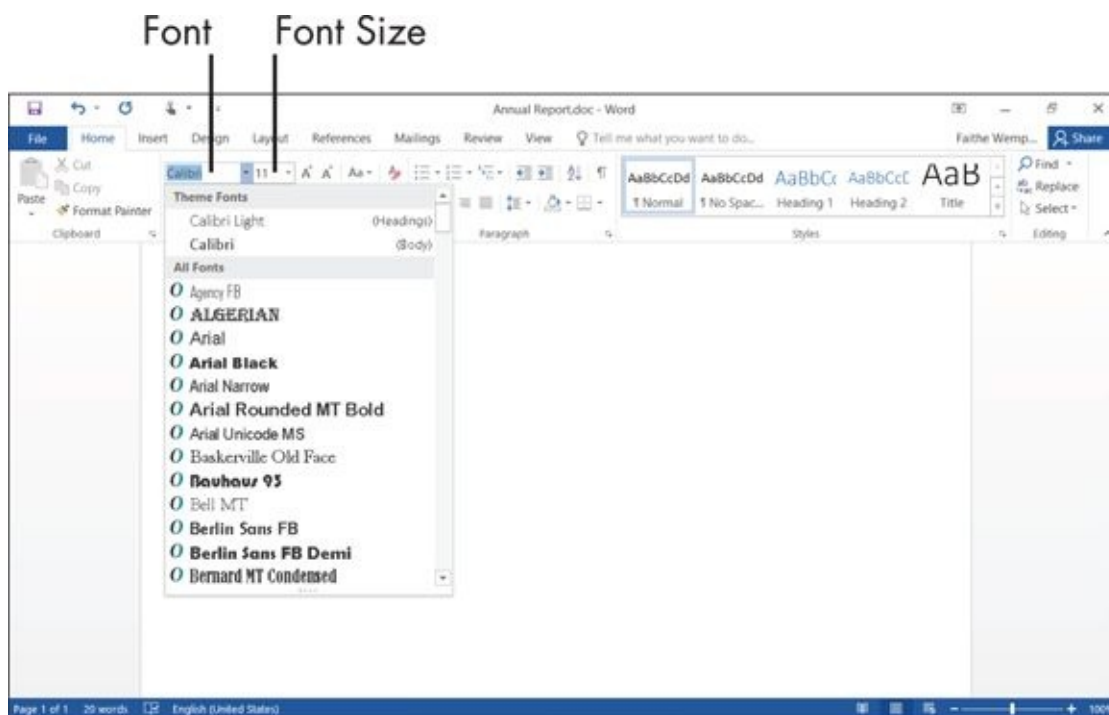 Font Font Size
Annual Report.doc - Word
File Home Insert Design Layout References Mailings Review View Tell me what you want to do... Faithe Wemp... Share
Cut
Copy
Paste
Format Painter
Clipboard
Calibri 11 Aa
AaBbCcDd AaBbCcDd AaBbCc AaBbCcC AaB
¶ Normal ¶ No Spac... Heading 1 Heading 2 Title
Paragraph
Styles
Find
Replace
Select
Editing
Theme Fonts
Calibri Light (Headings)
Calibri (Body)
All Fonts
Agency FB
ALGERIAN
Arial
Arial Black
Arial Narrow
Arial Rounded MT Bold
Arial Unicode MS
Baskerville Old Face
Bauhaus 93
Bell MT
Berlin Sans FB
Berlin Sans FB Demi
Bernard MT Condensed
Page 1 of 1 20 words English (United States) 100%